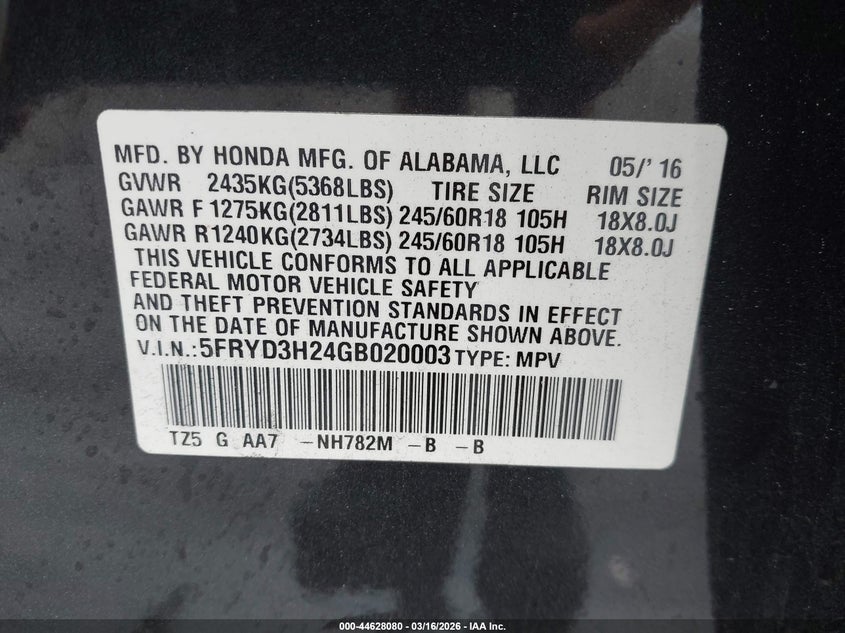 MFD. BY HONDA MFG. OF ALABAMA, LLC 05/' 16
GVWR 2435KG(5368LBS) TIRE SIZE RIM SIZE
GAWR F 1275KG(2811LBS) 245/60R18 105H 18X8.0J
GAWR R1240KG(2734LBS) 245/60R18 105H 18X8.0J
THIS VEHICLE CONFORMS TO ALL APPLICABLE
FEDERAL MOTOR VEHICLE SAFETY
AND THEFT PREVENTION STANDARDS IN EFFECT
ON THE DATE OF MANUFACTURE SHOWN ABOVE.
V.I.N.:5FRYD3H24GB020003 TYPE: MPV
TZ5 G AA7 -NH782M -B -B
000-44628080 - 03/16/2026 - IAA Inc.